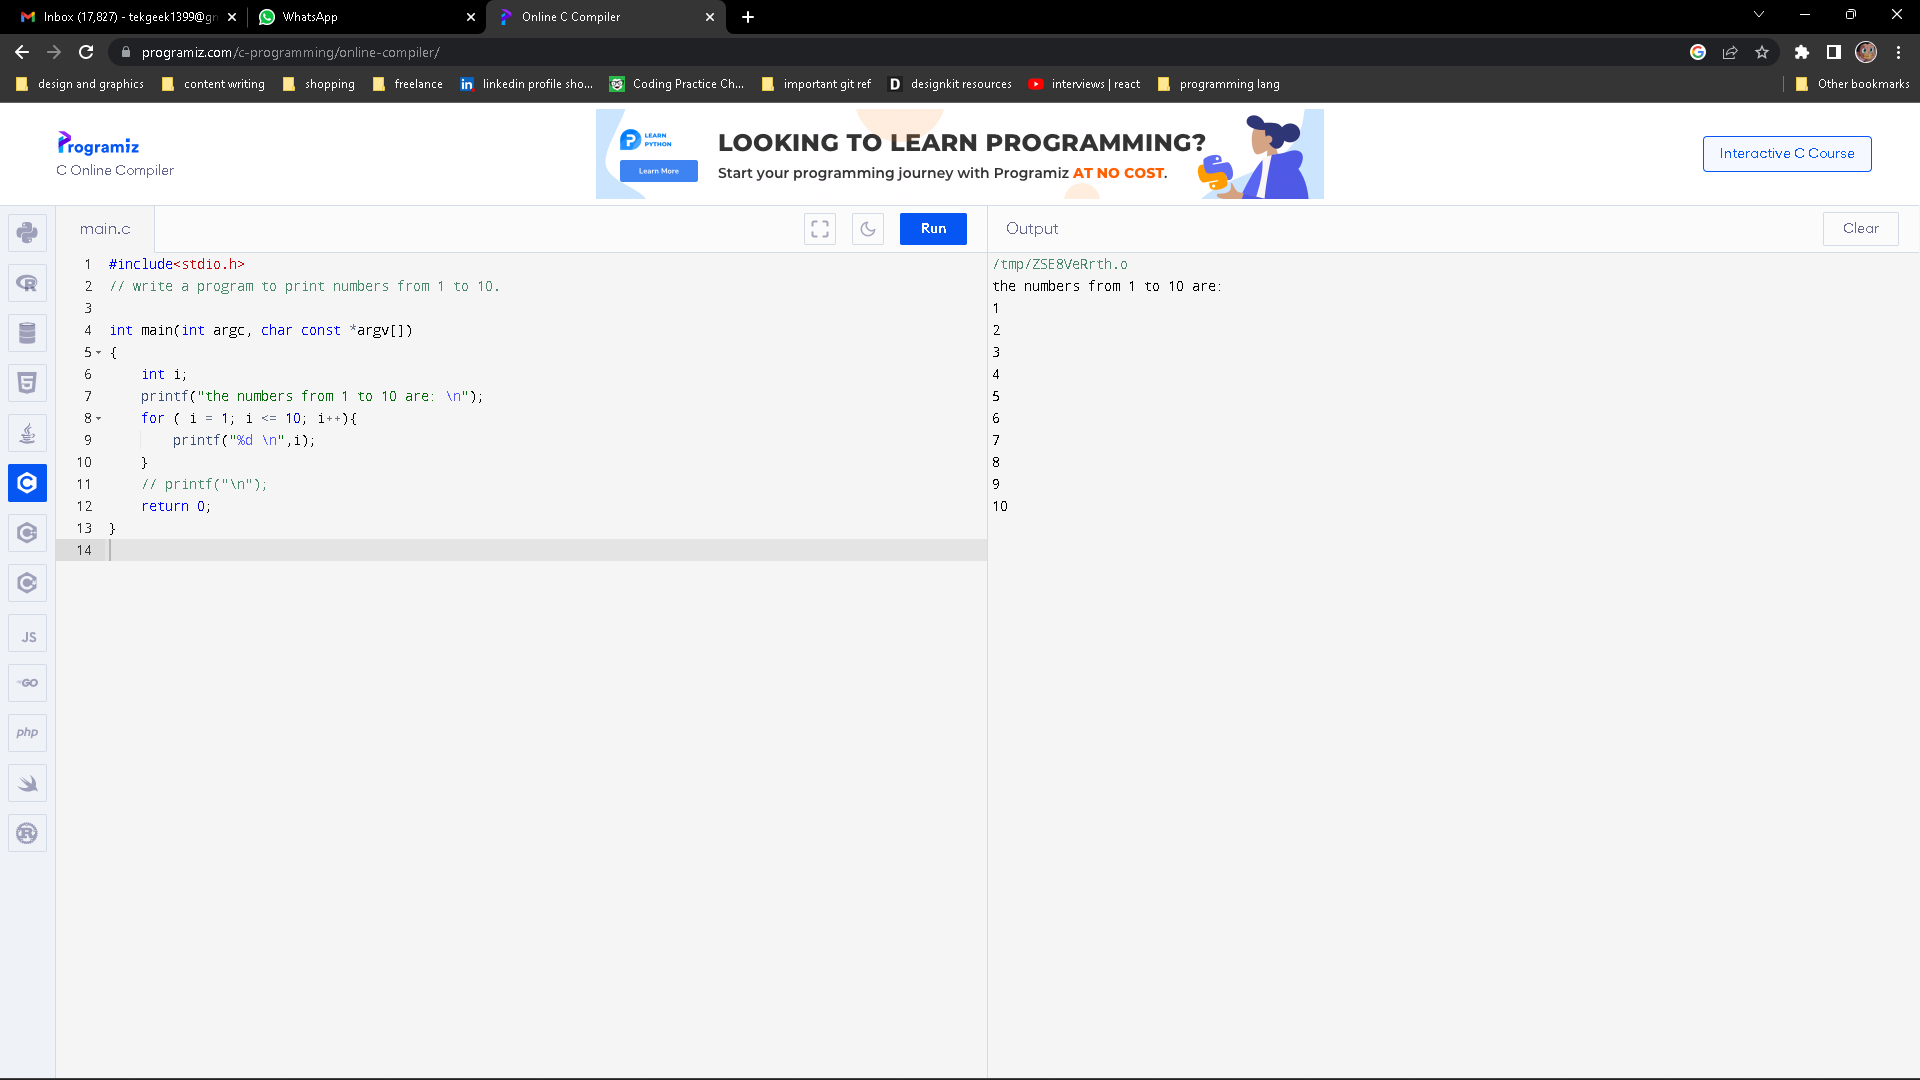 Inbox (17,827) - tekgeek1399@gm
WhatsApp
Online C Compiler
programiz.com/c-programming/online-compiler/
design and graphics
content writing
shopping
freelance
linkedin profile sho...
Coding Practice Ch...
important git ref
designkit resources
interviews | react
programming lang
Other bookmarks
Programiz
C Online Compiler
LEARN
PYTHON
Learn More
LOOKING TO LEARN PROGRAMMING?
Start your programming journey with Programiz AT NO COST.
Interactive C Course
main.c
Run
Output
Clear
1 #include<stdio.h>
2 // write a program to print numbers from 1 to 10.
3
4 int main(int argc, char const *argv[])
5 {
6 int i;
7 printf("the numbers from 1 to 10 are: \n");
8 for ( i = 1; i <= 10; i++){
9 printf("%d \n",i);
10 }
11 // printf("\n");
12 return 0;
13 }
14
/tmp/ZSE8VeRrth.o
the numbers from 1 to 10 are:
1
2
3
4
5
6
7
8
9
10
JS
GO
php